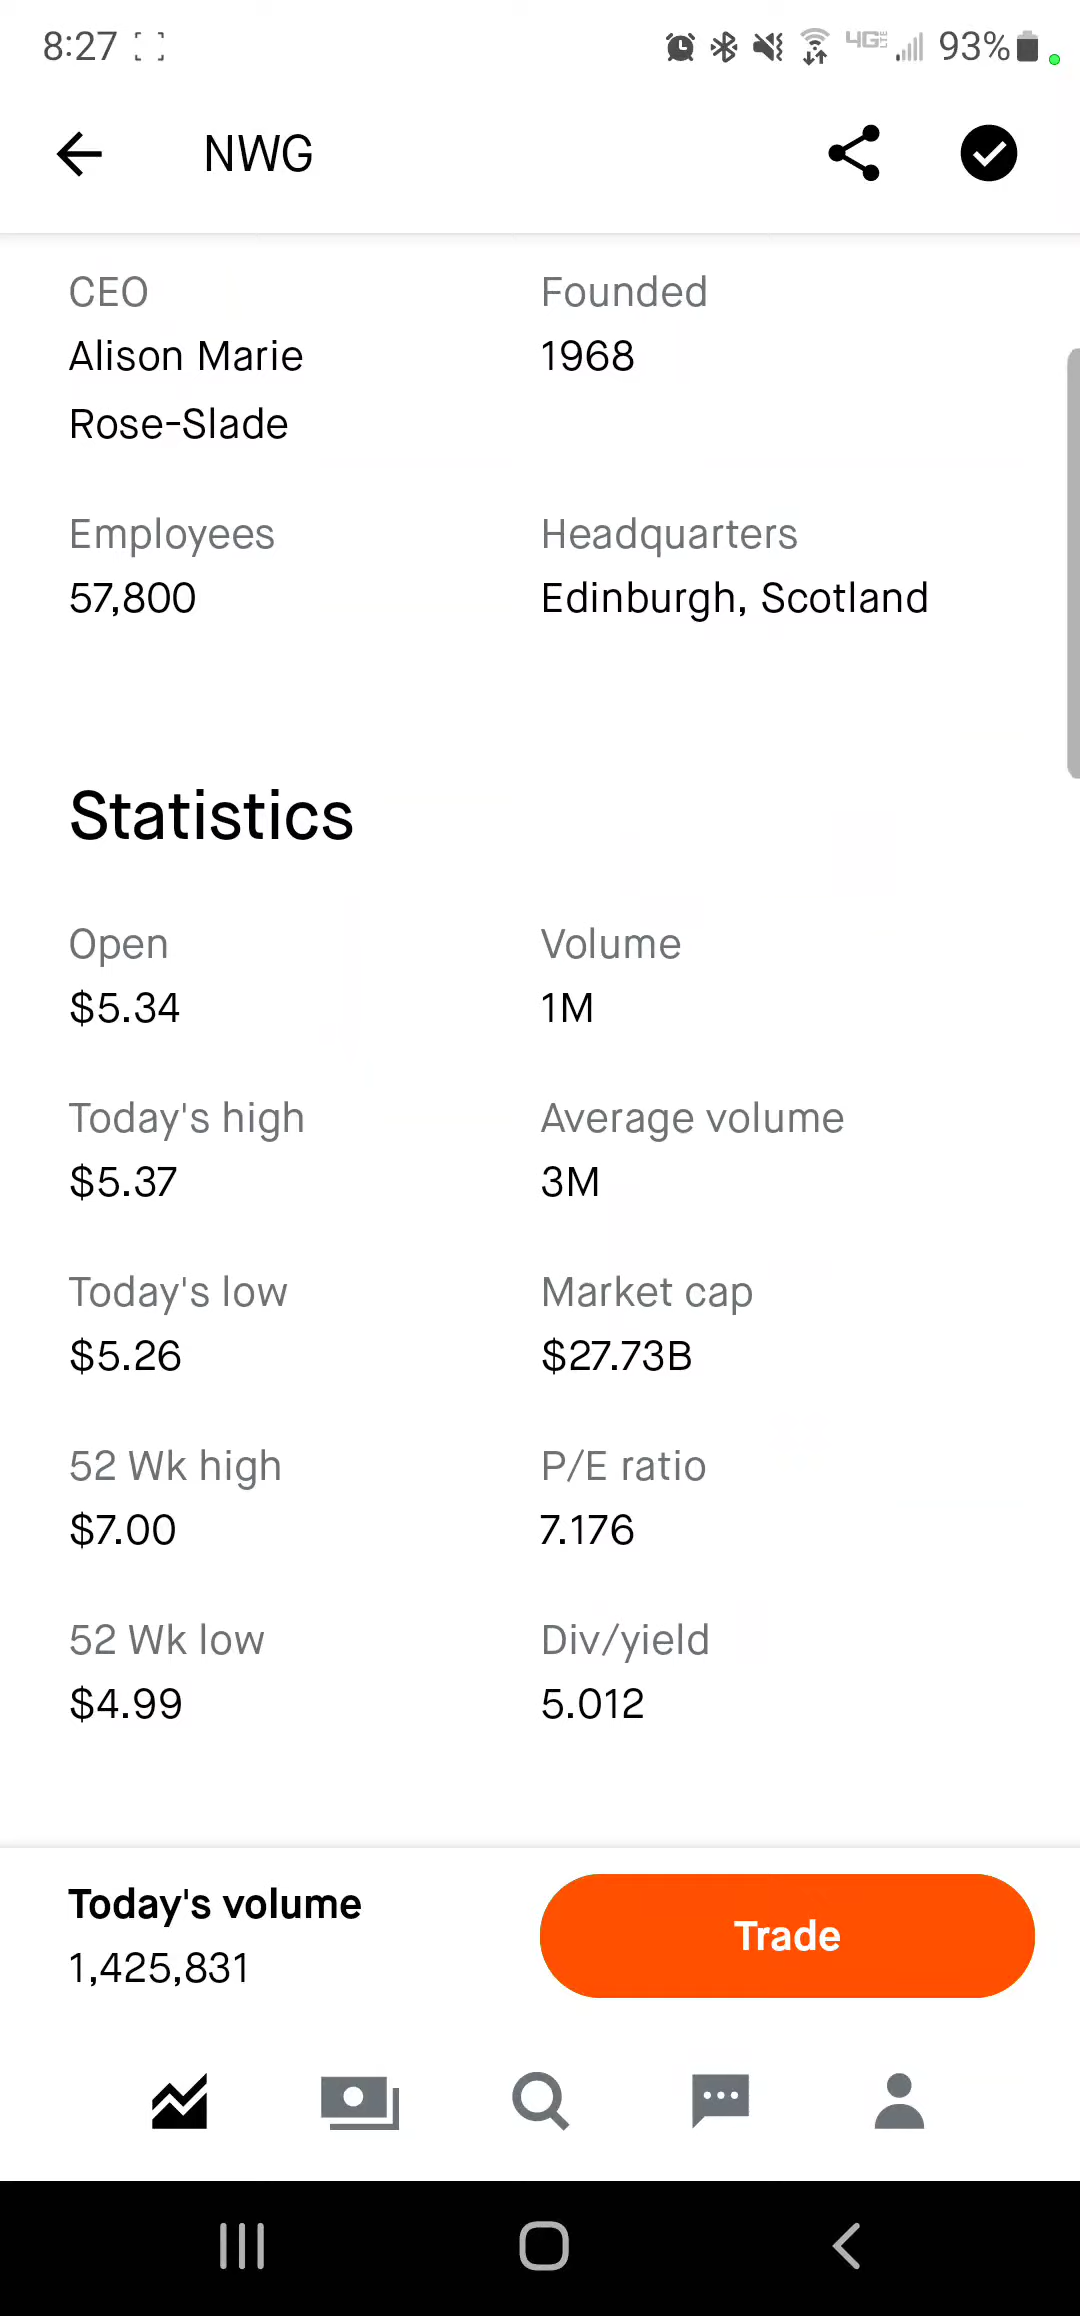 8:27
4GE LTE 93%
NWG
CEO
Founded
Alison Marie
Rose-Slade
1968
Employees
Headquarters
57,800
Edinburgh, Scotland
Statistics
Open
Volume
$5.34
1M
Today's high
Average volume
$5.37
3M
Today's low
Market cap
$5.26
$27.73B
52 Wk high
P/E ratio
$7.00
7.176
52 Wk low
Div/yield
$4.99
5.012
Today's volume
1,425,831
Trade